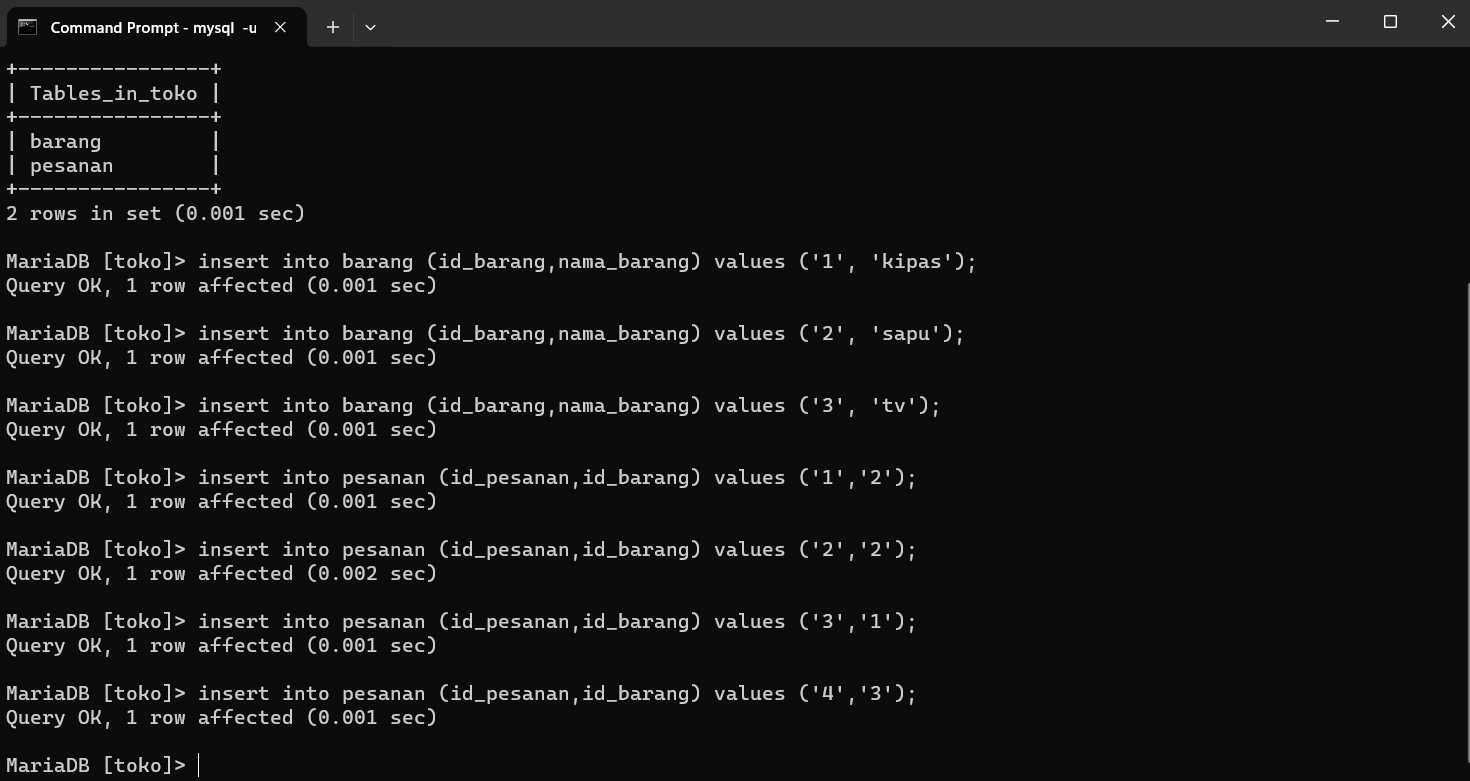 Command Prompt - mysql  -u
+----------------+
| Tables_in_toko |
+----------------+
| barang         |
| pesanan        |
+----------------+
2 rows in set (0.001 sec)
MariaDB [toko]> insert into barang (id_barang,nama_barang) values ('1', 'kipas');
Query OK, 1 row affected (0.001 sec)
MariaDB [toko]> insert into barang (id_barang,nama_barang) values ('2', 'sapu');
Query OK, 1 row affected (0.001 sec)
MariaDB [toko]> insert into barang (id_barang,nama_barang) values ('3', 'tv');
Query OK, 1 row affected (0.001 sec)
MariaDB [toko]> insert into pesanan (id_pesanan,id_barang) values ('1','2');
Query OK, 1 row affected (0.001 sec)
MariaDB [toko]> insert into pesanan (id_pesanan,id_barang) values ('2','2');
Query OK, 1 row affected (0.002 sec)
MariaDB [toko]> insert into pesanan (id_pesanan,id_barang) values ('3','1');
Query OK, 1 row affected (0.001 sec)
MariaDB [toko]> insert into pesanan (id_pesanan,id_barang) values ('4','3');
Query OK, 1 row affected (0.001 sec)
MariaDB [toko]>